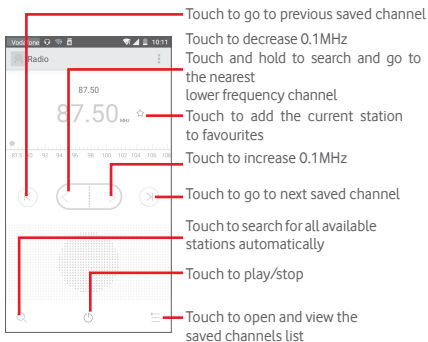 Touch to go to previous saved channel
Vodafone 10:11
Touch to decrease 0.1MHz
Radio
Touch and hold to search and go to
the nearest
lower frequency channel
87.50
87.50 MHz
Touch to add the current station
to favourites
87.5 90 92 94 96 98 100 102 104 106 108
Touch to increase 0.1MHz
Touch to go to next saved channel
Touch to search for all available
stations automatically
Touch to play/stop
Touch to open and view the
saved channels list